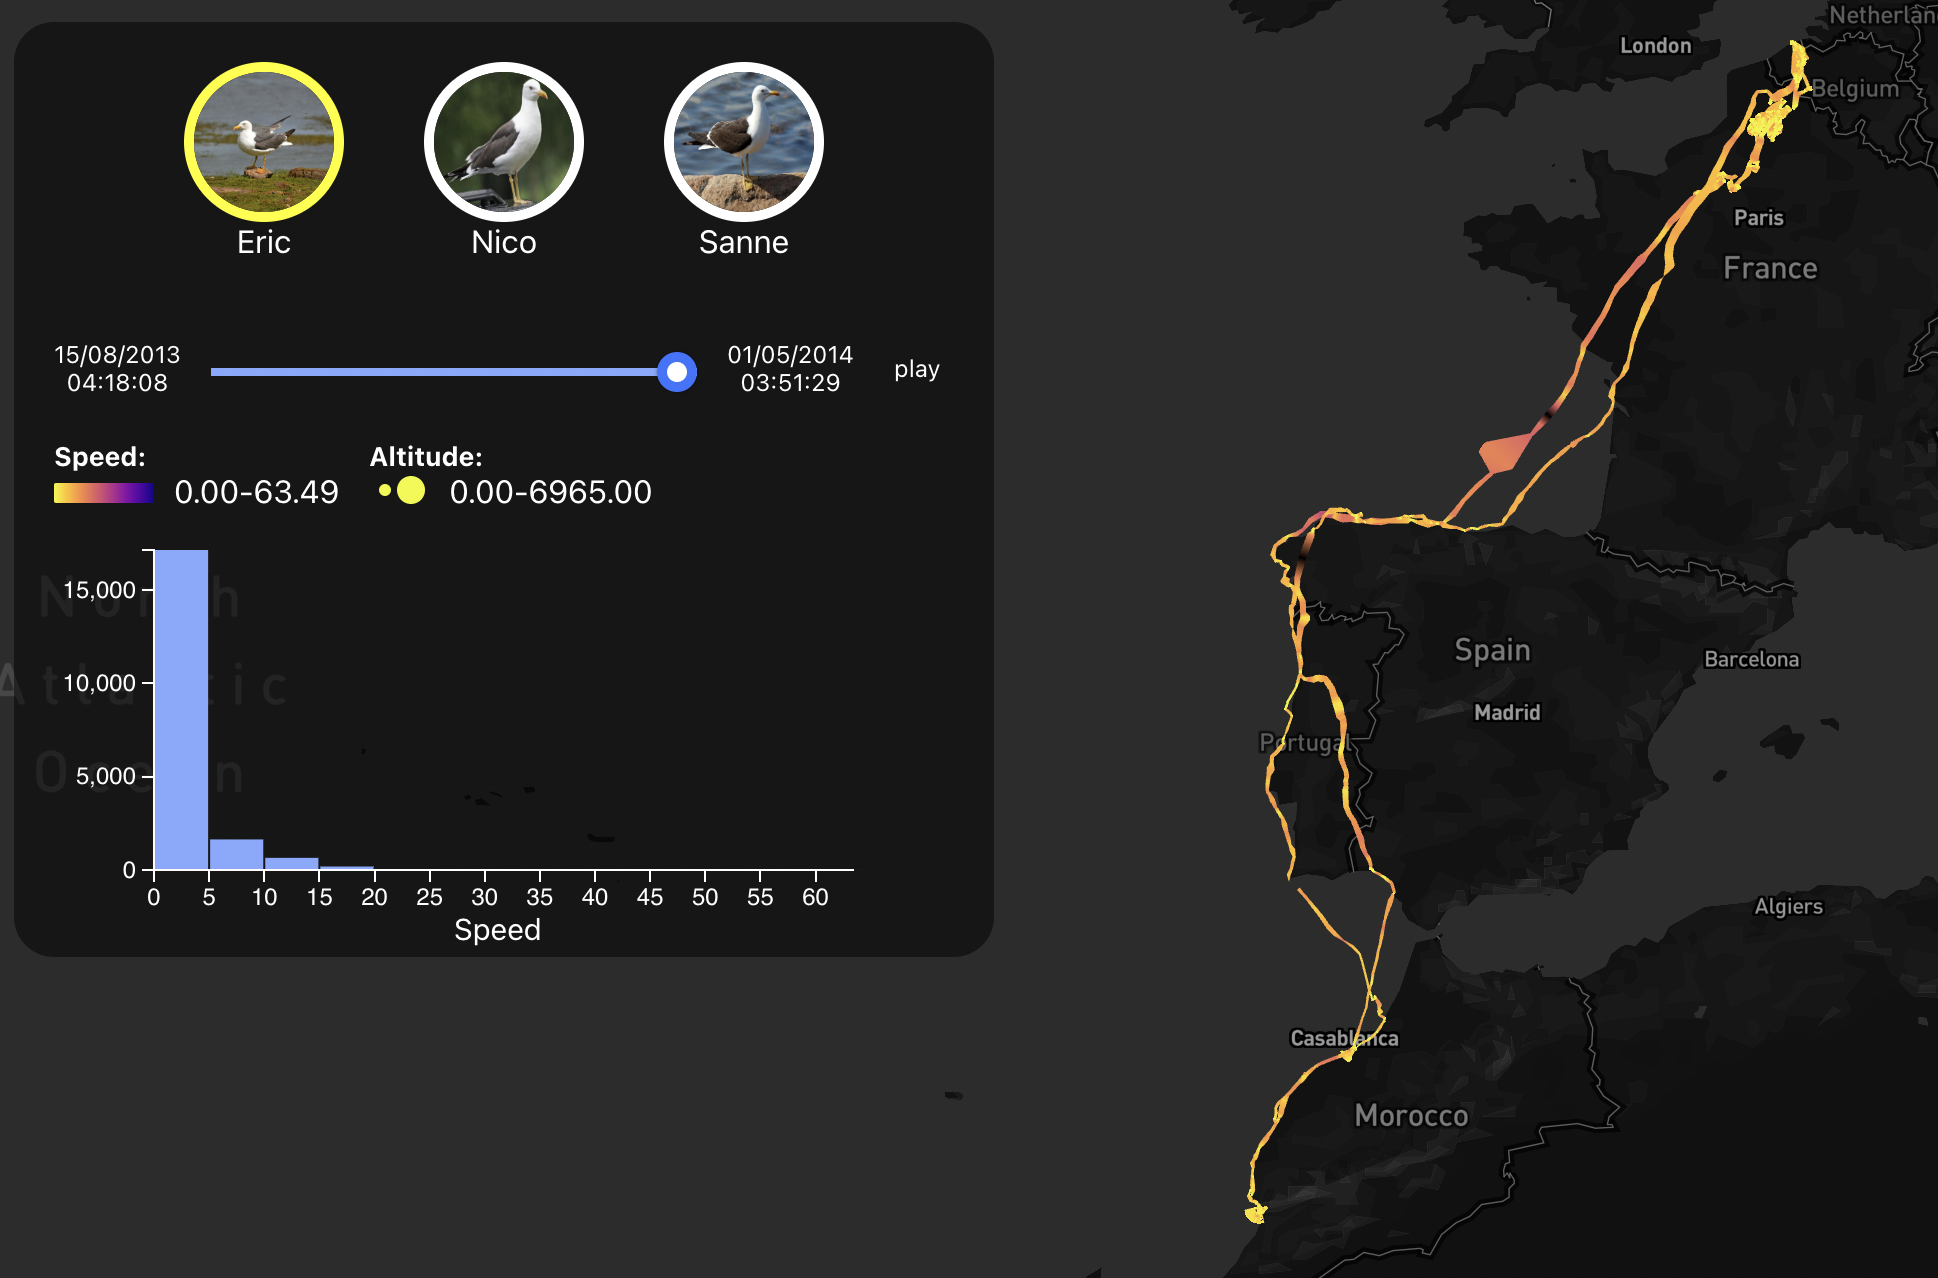 Eric
Nico
Sanne
15/08/2013
04:18:08
01/05/2014
03:51:29
play
Speed:
0.00-63.49
Altitude:
0.00-6965.00
15,000
10,000
5,000
0
0 5 10 15 20 25 30 35 40 45 50 55 60
Speed
North
Atlantic
Ocean
Netherlan
London
Belgium
Paris
France
Spain
Barcelona
Madrid
Portugal
Algiers
Casablanca
Morocco